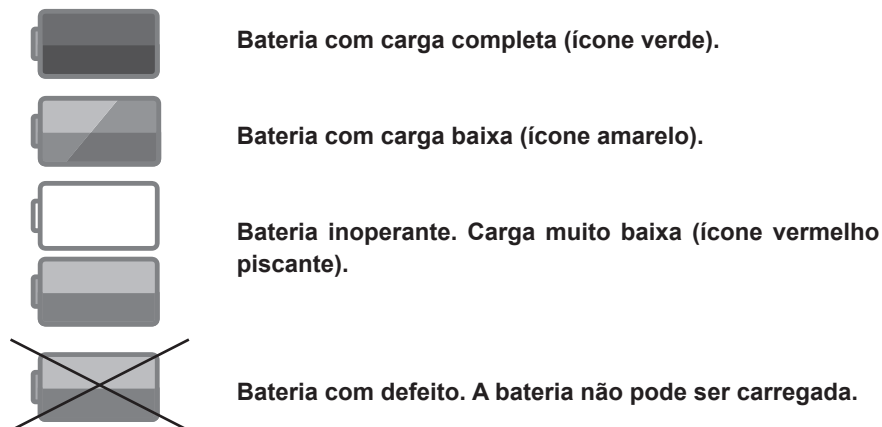 Bateria com carga completa (ícone verde).
Bateria com carga baixa (ícone amarelo).
Bateria inoperante. Carga muito baixa (ícone vermelho
piscante).
Bateria com defeito. A bateria não pode ser carregada.